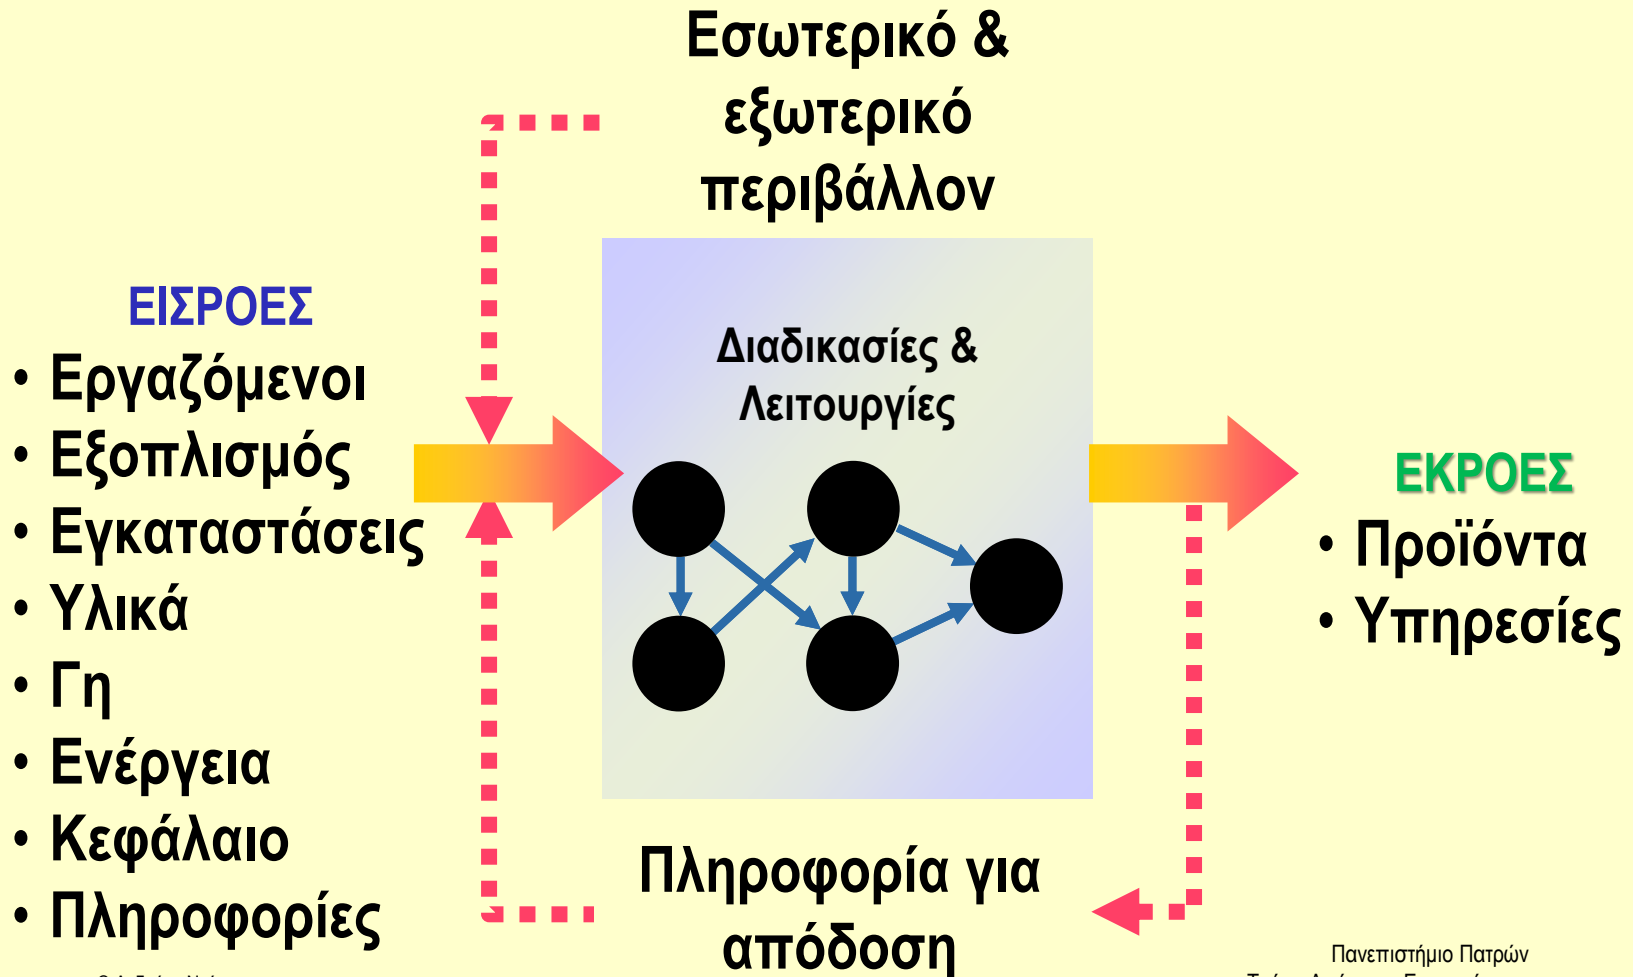 Εσωτερικό &
εξωτερικό
περιβάλλον
ΕΙΣΡΟΕΣ
• Εργαζόμενοι
• Εξοπλισμός
• Εγκαταστάσεις
• Υλικά
• Γη
• Ενέργεια
• Κεφάλαιο
• Πληροφορίες
Διαδικασίες &
Λειτουργίες
ΕΚΡΟΕΣ
• Προϊόντα
• Υπηρεσίες
Πληροφορία για
απόδοση
Πανεπιστήμιο Πατρών